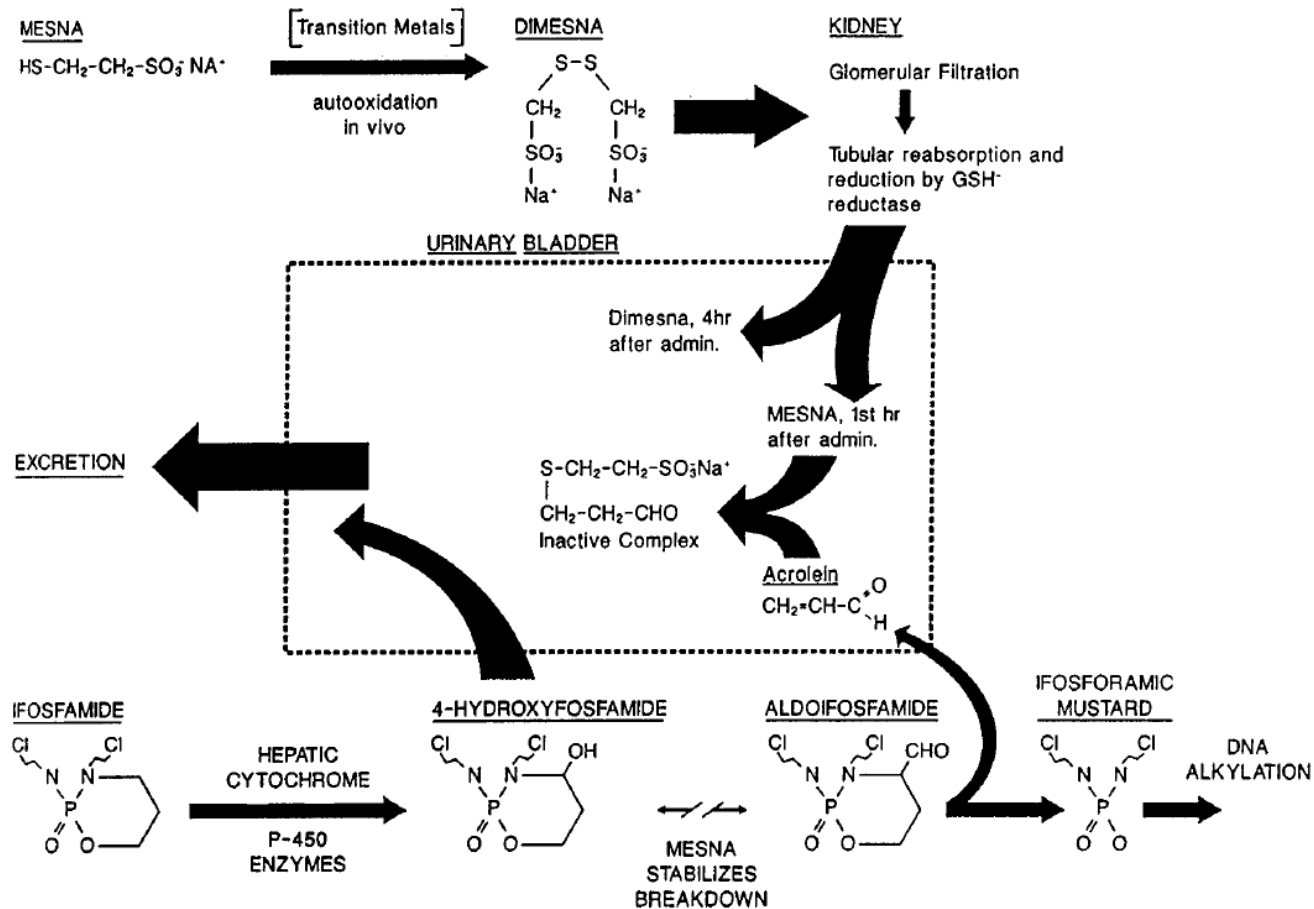 MESNA
HS-CH₂-CH₂-SO₃⁻ NA⁺
[Transition Metals]
autooxidation
in vivo
DIMESNA
S-S
CH₂ CH₂
SO₃⁻ SO₃⁻
Na⁺ Na⁺
KIDNEY
Glomerular Filtration
Tubular reabsorption and
reduction by GSH⁻
reductase
URINARY BLADDER
Dimesna, 4hr
after admin.
MESNA, 1st hr
after admin.
EXCRETION
S-CH₂-CH₂-SO₃⁻Na⁺
CH₂-CH₂-CHO
Inactive Complex
Acrolein
CH₂=CH-C
O
H
IFOSFAMIDE
Cl
Cl
N
N
P
O
O
HEPATIC
CYTOCHROME
P-450
ENZYMES
4-HYDROXYFOSFAMIDE
Cl
Cl
OH
N
N
P
O
O
MESNA
STABILIZES
BREAKDOWN
ALDOIFOSFAMIDE
Cl
Cl
CHO
N
N
P
O
O
IFOSFORAMIC
MUSTARD
Cl
Cl
N
N
P
O
O
DNA
ALKYLATION